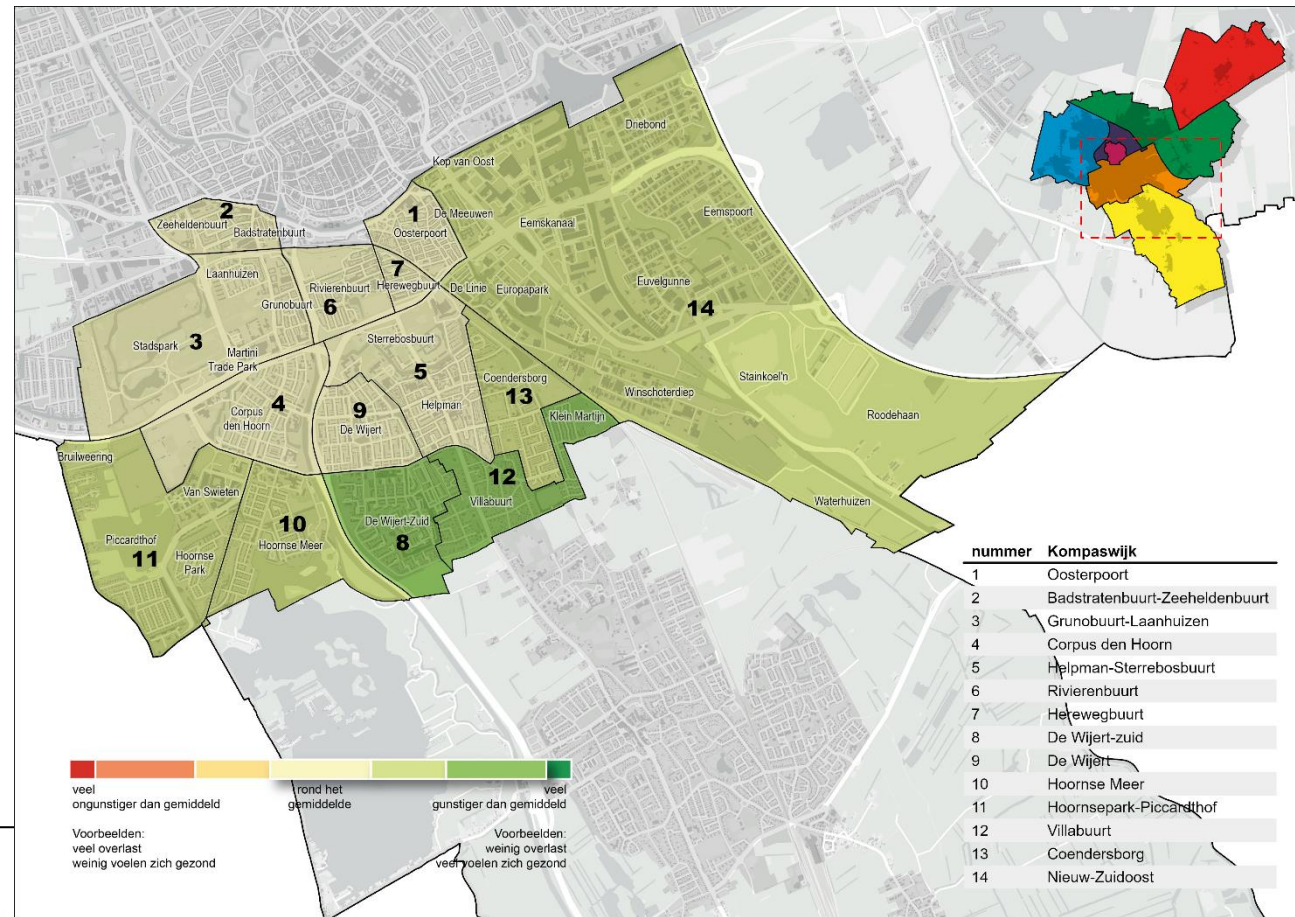 Driebond
Kop van Oost
2
1
De Meeuwen
Zeeheldenbuurt
Badstratenbuurt
Oosterpoort
Eemskanaal
Eemspoort
7
Laanhuizen
Rivierenbuurt
Herewegbuurt
De Linie
Europapark
Euvelgunne
Grunobuurt
6
14
Stadspark
3
Martini
Trade Park
Sterrebosbuurt
5
Coendersborg
Stainkoel'n
13
Winschoterdiep
4
9
Helpman
Corpus
den Hoorn
De Wijert
Klein Martijn
Roodehaan
Bruilweering
12
Van Swieten
Villabuurt
Waterhuizen
10
De Wijert-Zuid
Piccardthof
11
Hoornse
Park
Hoornse Meer
8
nummer Kompaswijk
1 Oosterpoort
2 Badstratenbuurt-Zeeheldenbuurt
3 Grunobuurt-Laanhuizen
4 Corpus den Hoorn
5 Helpman-Sterrebosbuurt
6 Rivierenbuurt
7 Herewegbuurt
8 De Wijert-zuid
9 De Wijert
10 Hoornse Meer
11 Hoornsepark-Piccardthof
12 Villabuurt
13 Coendersborg
14 Nieuw-Zuidoost
veel
ongunstiger dan gemiddeld
rond het
gemiddelde
veel
gunstiger dan gemiddeld
Voorbeelden:
veel overlast
weinig voelen zich gezond
Voorbeelden:
weinig overlast
veel voelen zich gezond